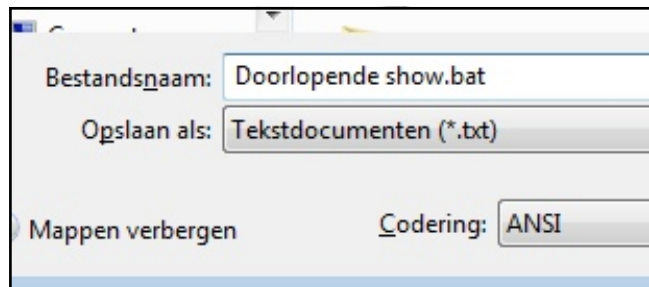 Bestandsnaam: Doorlopende show.bat
Opslaan als: Tekstdocumenten (*.txt)
Mappen verbergen Codering: ANSI